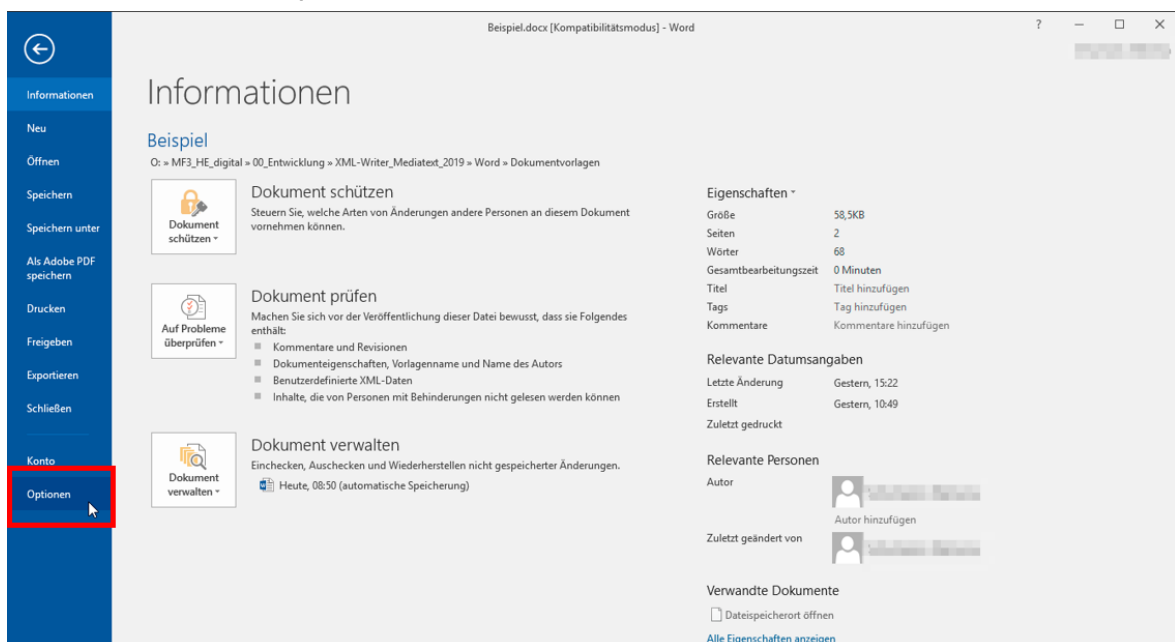 Beispiel.docx [Kompatibilitätsmodus] - Word
?
Informationen
Neu
Öffnen
Speichern
Speichern unter
Als Adobe PDF
speichern
Drucken
Freigeben
Exportieren
Schließen
Konto
Optionen
Informationen
Beispiel
O: » MF3_HE_digital » 00_Entwicklung » XML-Writer_Mediatext_2019 » Word » Dokumentvorlagen
Dokument
schützen
Dokument schützen
Steuern Sie, welche Arten von Änderungen andere Personen an diesem Dokument
vornehmen können.
Auf Probleme
überprüfen
Dokument prüfen
Machen Sie sich vor der Veröffentlichung dieser Datei bewusst, dass sie Folgendes
enthält:
Kommentare und Revisionen
Dokumenteigenschaften, Vorlagenname und Name des Autors
Benutzerdefinierte XML-Daten
Inhalte, die von Personen mit Behinderungen nicht gelesen werden können
Dokument
verwalten
Dokument verwalten
Einchecken, Auschecken und Wiederherstellen nicht gespeicherter Änderungen.
Heute, 08:50 (automatische Speicherung)
Eigenschaften
Größe 58,5KB
Seiten 2
Wörter 68
Gesamtbearbeitungszeit 0 Minuten
Titel Titel hinzufügen
Tags Tag hinzufügen
Kommentare Kommentare hinzufügen
Relevante Datumsangaben
Letzte Änderung Gestern, 15:22
Erstellt Gestern, 10:49
Zuletzt gedruckt
Relevante Personen
Autor
Autor hinzufügen
Zuletzt geändert von
Verwandte Dokumente
Dateispeicherort öffnen
Alle Eigenschaften anzeigen